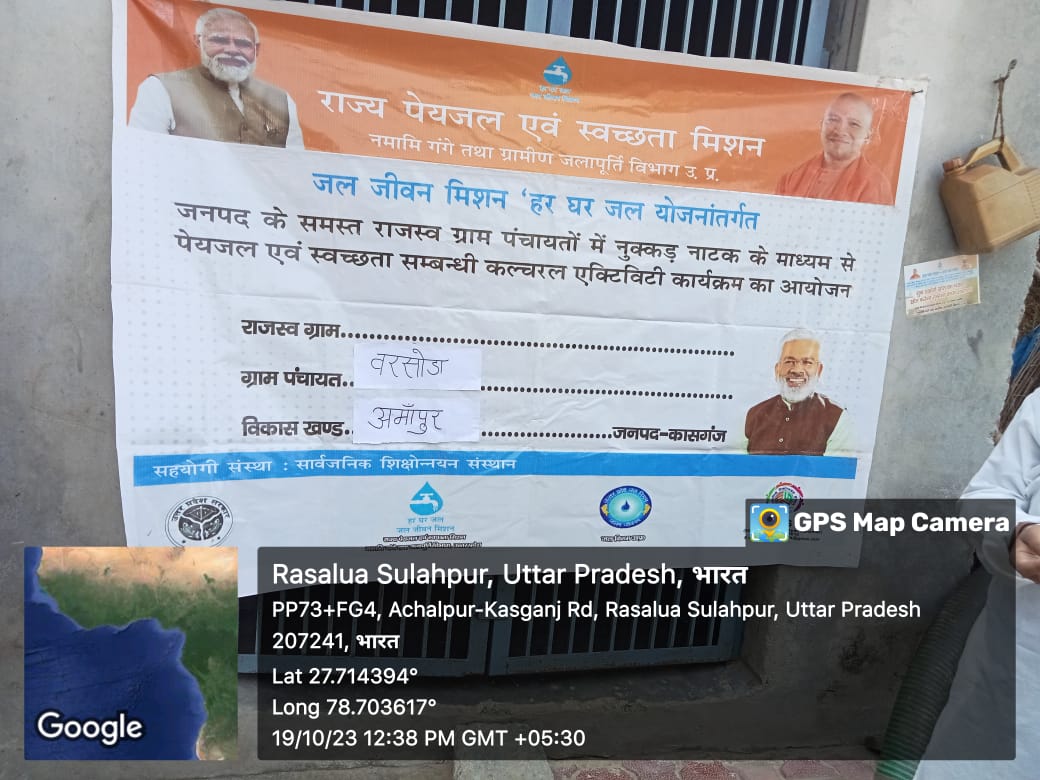 हर घर जल
राज्य पेयजल एवं स्वच्छता मिशन
नमामि गंगे तथा ग्रामीण जलापूर्ति विभाग उ. प्र.
जल जीवन मिशन ‘हर घर जल योजनांतर्गत
जनपद के समस्त राजस्व ग्राम पंचायतों में नुक्कड़ नाटक के माध्यम से
पेयजल एवं स्वच्छता सम्बन्धी कल्चरल एक्टिविटी कार्यक्रम का आयोजन
राजस्व ग्राम
ग्राम पंचायत.. वरसोडा
विकास खण्ड.. अमाँपुर जनपद-कासगंज
सहयोगी संस्था : सार्वजनिक शिक्षोन्नयन संस्थान
हर घर जल
जल जीवन मिशन
GPS Map Camera
Rasalua Sulahpur, Uttar Pradesh, भारत
PP73+FG4, Achalpur-Kasganj Rd, Rasalua Sulahpur, Uttar Pradesh
207241, भारत
Lat 27.714394°
Long 78.703617°
19/10/23 12:38 PM GMT +05:30
Google